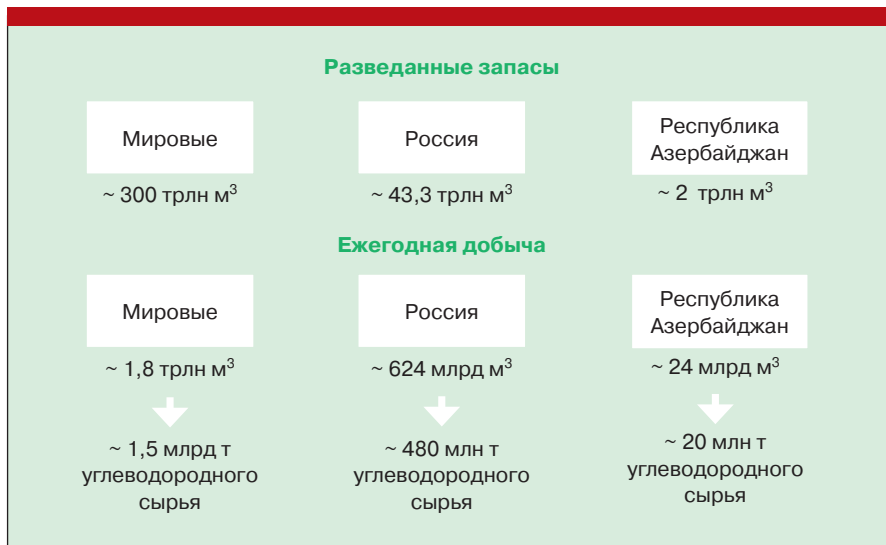 Разведанные запасы
Мировые
~ 300 трлн м³
Россия
~ 43,3 трлн м³
Республика
Азербайджан
~ 2 трлн м³
Ежегодная добыча
Мировые
~ 1,8 трлн м³
~ 1,5 млрд т
углеводородного
сырья
Россия
~ 624 млрд м³
~ 480 млн т
углеводородного
сырья
Республика
Азербайджан
~ 24 млрд м³
~ 20 млн т
углеводородного
сырья